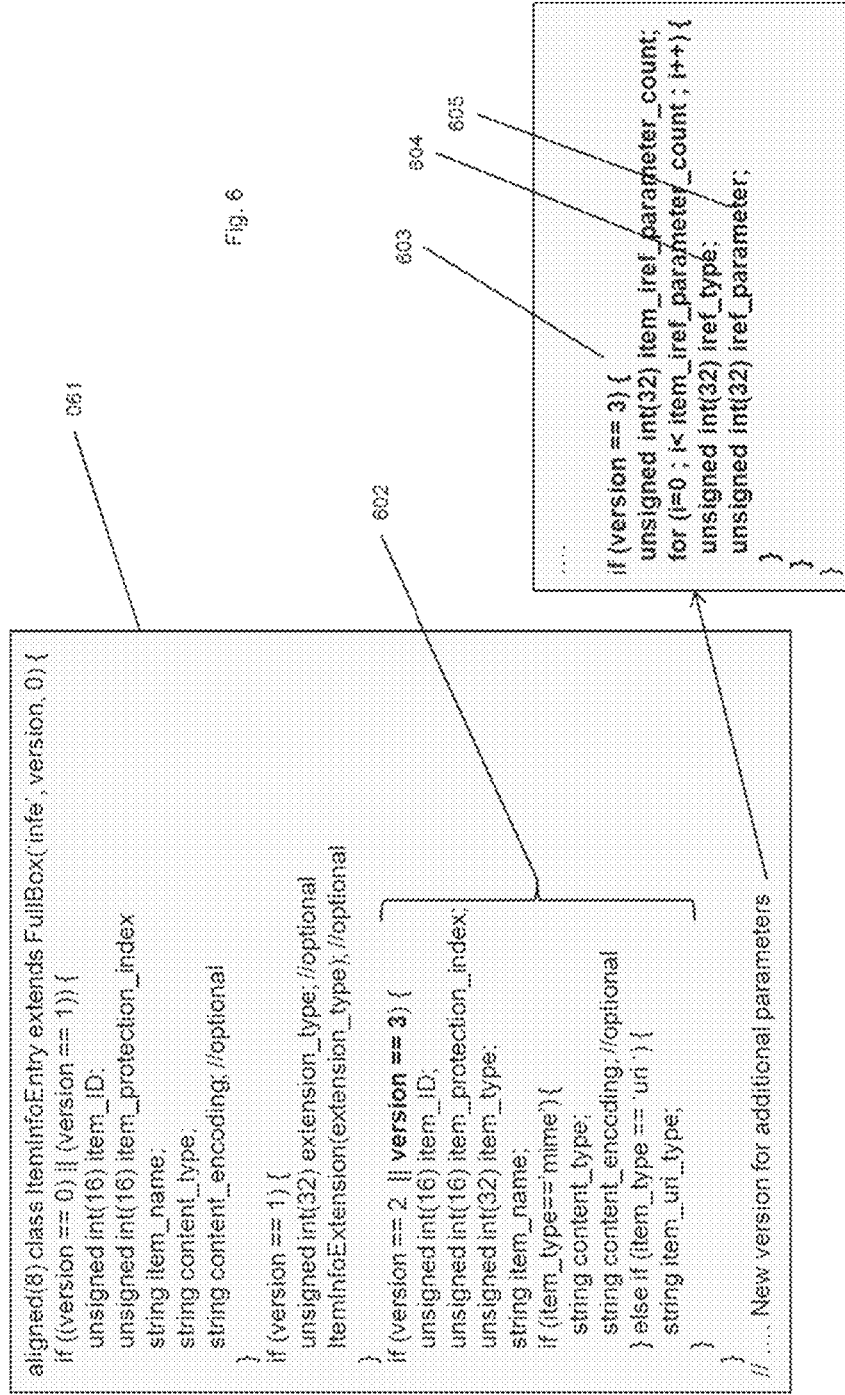 aligned(8) class ItemInfoEntry extends FullBox('infe', version, 0) {
if ((version == 0) || (version == 1)) {
unsigned int(16) item_ID;
unsigned int(16) item_protection_index
string item_name;
string content_type;
string content_encoding; //optional
}
if (version == 1) {
unsigned int(32) extension_type; //optional
ItemInfoExtension(extension_type); //optional
}
if (version == 2 || version == 3) {
unsigned int(16) item_ID;
unsigned int(16) item_protection_index;
unsigned int(32) item_type;
string item_name;
if (item_type=='mime') {
string content_type;
string content_encoding; //optional
} else if (item_type == 'uri ') {
string item_uri_type;
}
}
// .... New version for additional parameters
061
602
Fig. 6
603
604
605
....
if (version == 3) {
unsigned int(32) item_iref_parameter_count;
for (i=0 ; i< item_iref_parameter_count ; i++) {
unsigned int(32) iref_type;
unsigned int(32) iref_parameter;
}
}
}